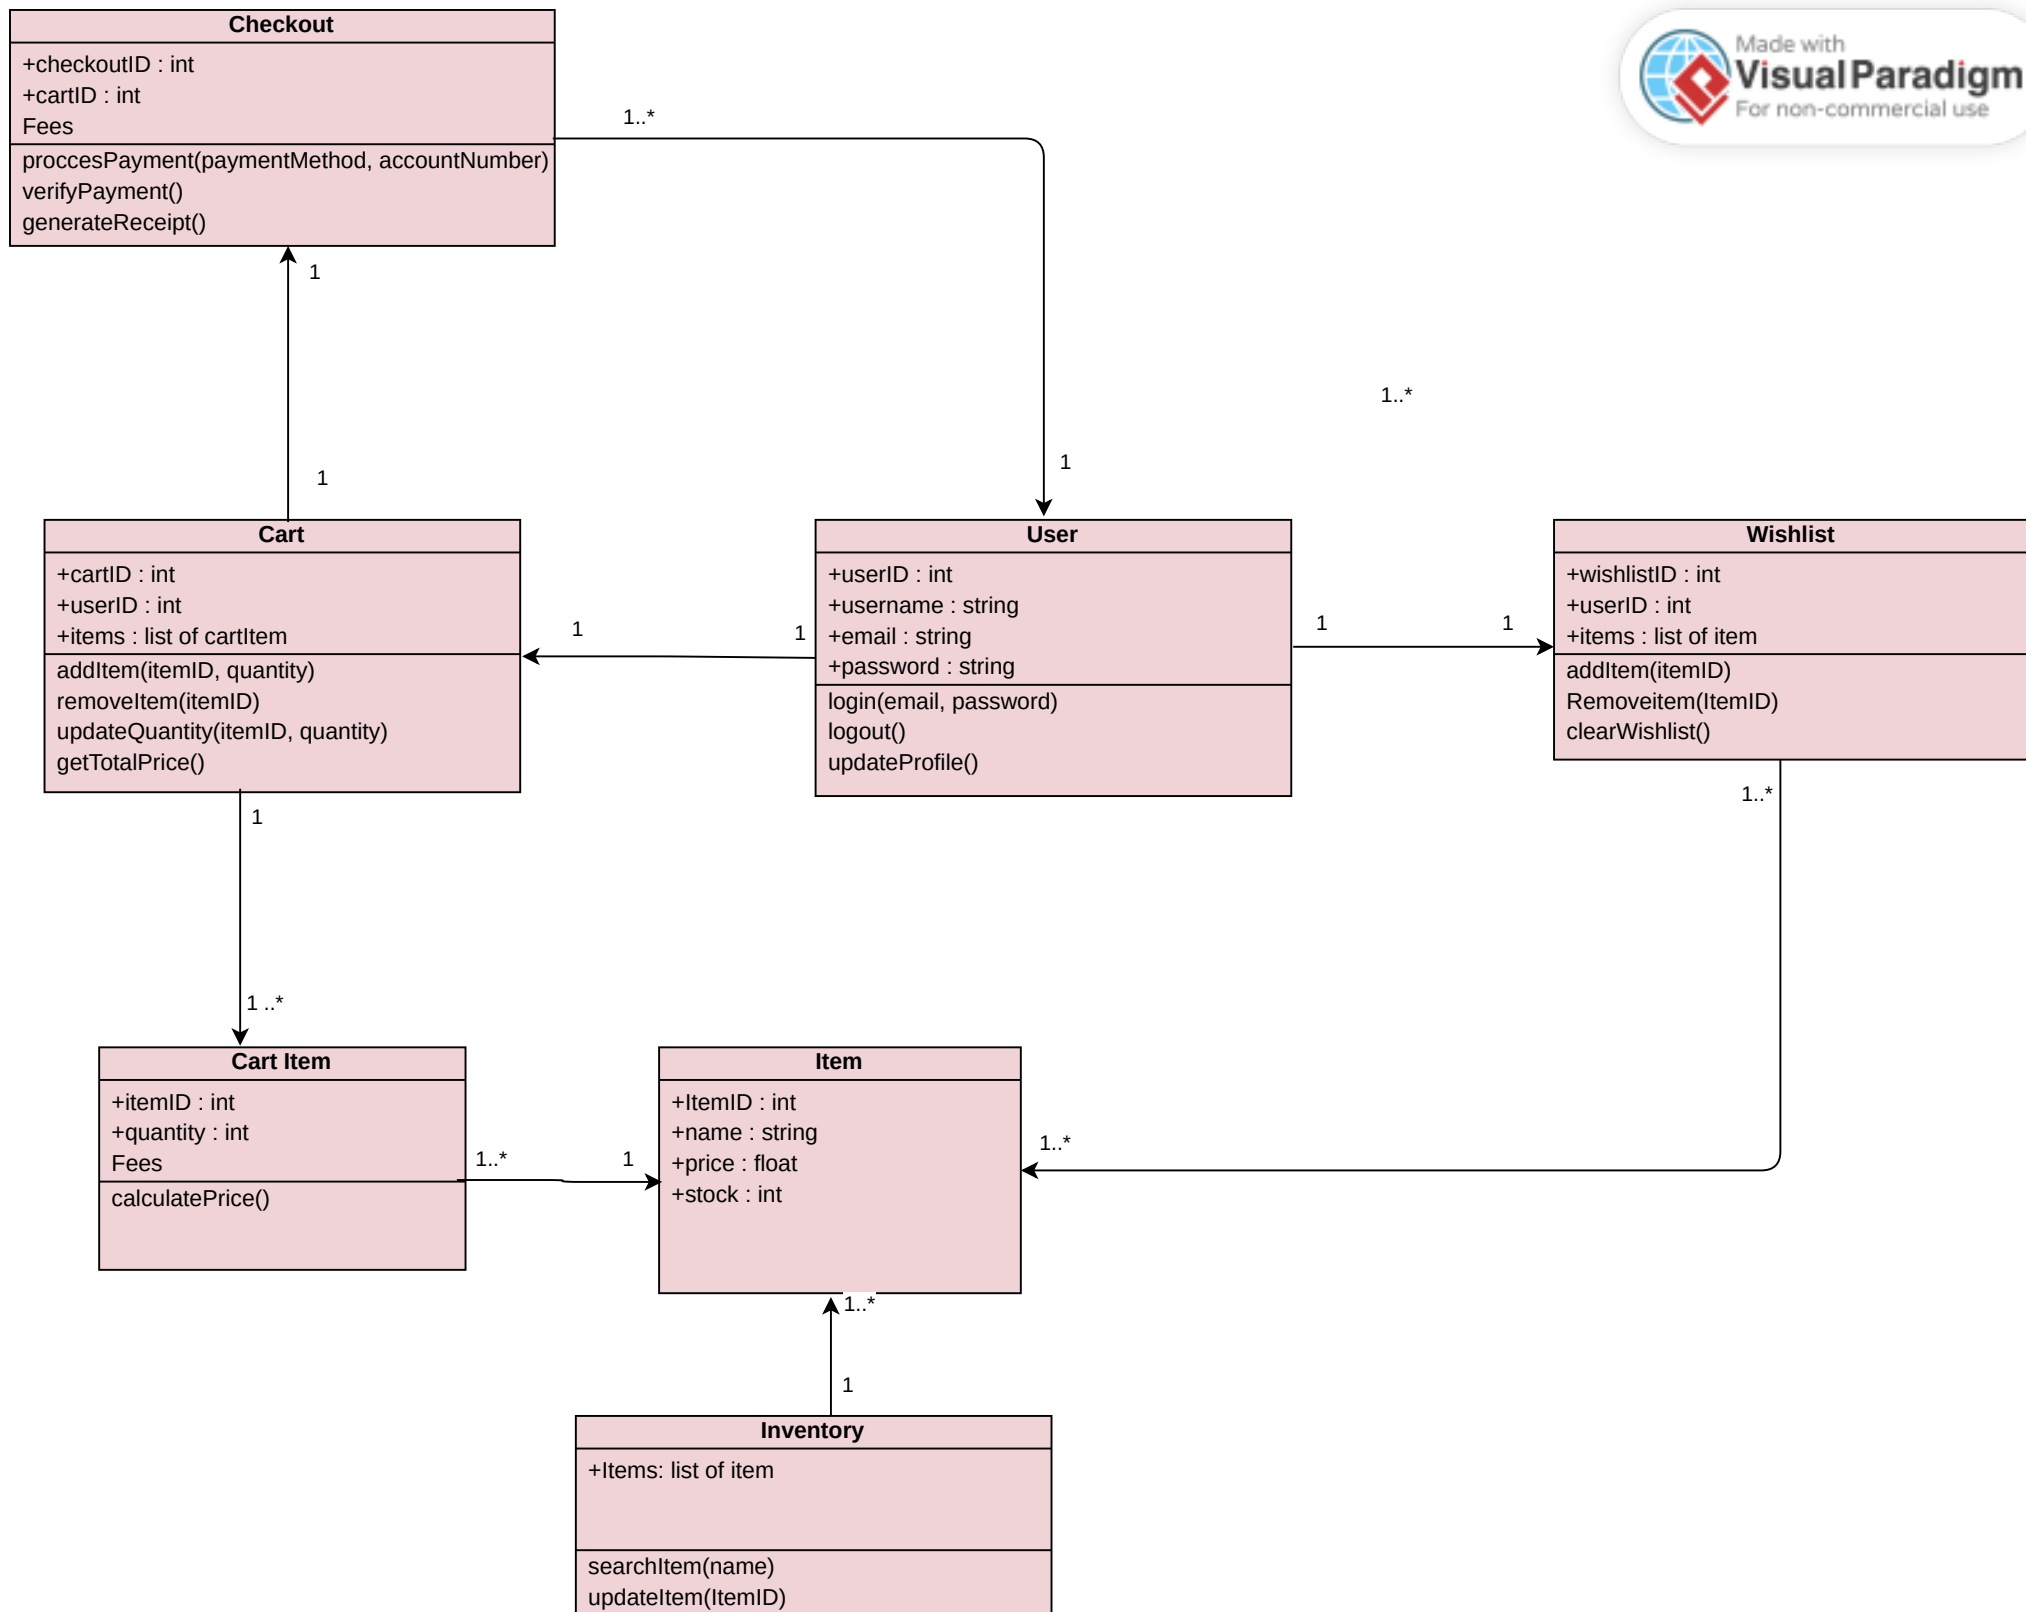 Checkout
+checkoutID : int
+cartID : int
Fees
proccesPayment(paymentMethod, accountNumber)
verifyPayment()
generateReceipt()
Made with
Visual Paradigm
For non-commercial use
1..*
1
1..*
1
1
Cart
+cartID : int
+userID : int
+items : list of cartItem
addItem(itemID, quantity)
removeItem(itemID)
updateQuantity(itemID, quantity)
getTotalPrice()
1
1
User
+userID : int
+username : string
+email : string
+password : string
login(email, password)
logout()
updateProfile()
1
1
Wishlist
+wishlistID : int
+userID : int
+items : list of item
addItem(itemID)
Removeitem(ItemID)
clearWishlist()
1..*
1
1 ..*
Cart Item
+itemID : int
+quantity : int
Fees
calculatePrice()
1..*
1
Item
+ItemID : int
+name : string
+price : float
+stock : int
1..*
1..*
1
Inventory
+Items: list of item
searchItem(name)
updateItem(ItemID)